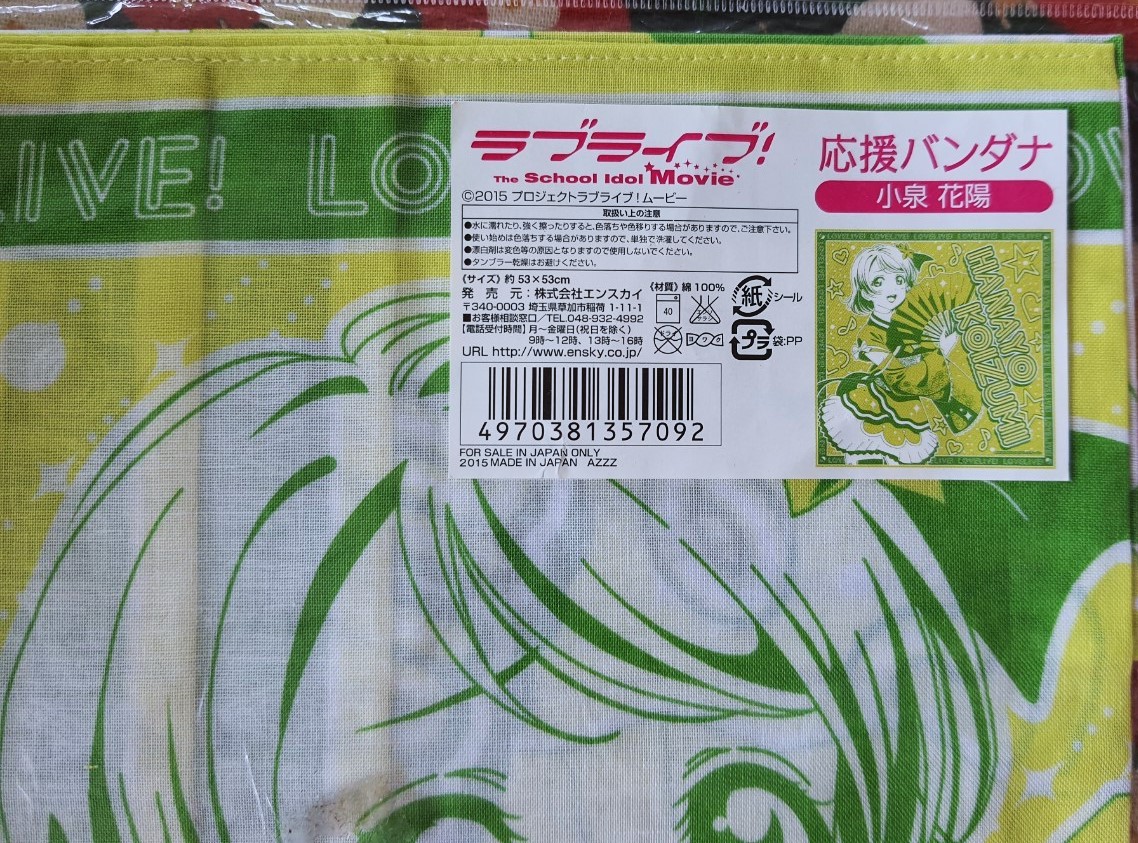 LIVE! LO
ラブライブ!
The School Idol Movie
©2015 プロジェクトラブライブ!ムービー
取扱い上の注意
●水に濡れたり、強く擦ったりすると、色落ちや色移りする場合がありますので、ご注意下さい。
●使い始めは色落ちする場合がありますので、単独で洗濯してください。
●漂白剤は変色等の原因となりますので使用しないでください。
●タンブラー乾燥はお避けください。
《サイズ》約 53×53cm
発 売 元:株式会社エンスカイ
〒340-0003 埼玉県草加市稲荷 1-11-1
■お客様相談窓口/TEL.048-932-4992
【電話受付時間】月~金曜日(祝日を除く)
9時~12時、13時~16時
URL http://www.ensky.co.jp/
《材質》綿 100%
40
紙 シール
プラ 袋:PP
4970381357092
FOR SALE IN JAPAN ONLY
2015 MADE IN JAPAN AZZZ
応援バンダナ
小泉 花陽
LOVELIVE! LOVELIVE! LOVELIVE!
HANAYO
KOIZUMI
LOVELIVE! LOVELIVE! LOVELIVE!